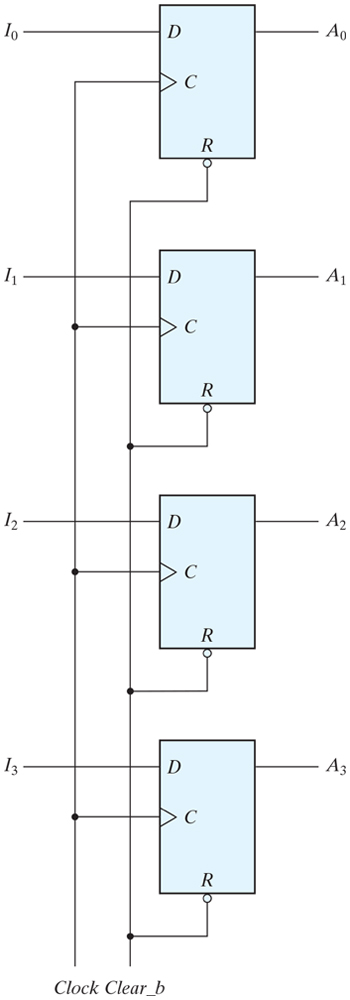 I0 D A0
C
R
I1 D A1
C
R
I2 D A2
C
R
I3 D A3
C
R
Clock Clear_b